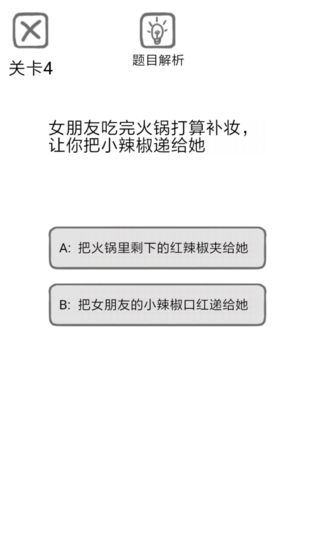 题目解析
关卡4
女朋友吃完火锅打算补妆，
让你把小辣椒递给她
A: 把火锅里剩下的红辣椒夹给她
B: 把女朋友的小辣椒口红递给她